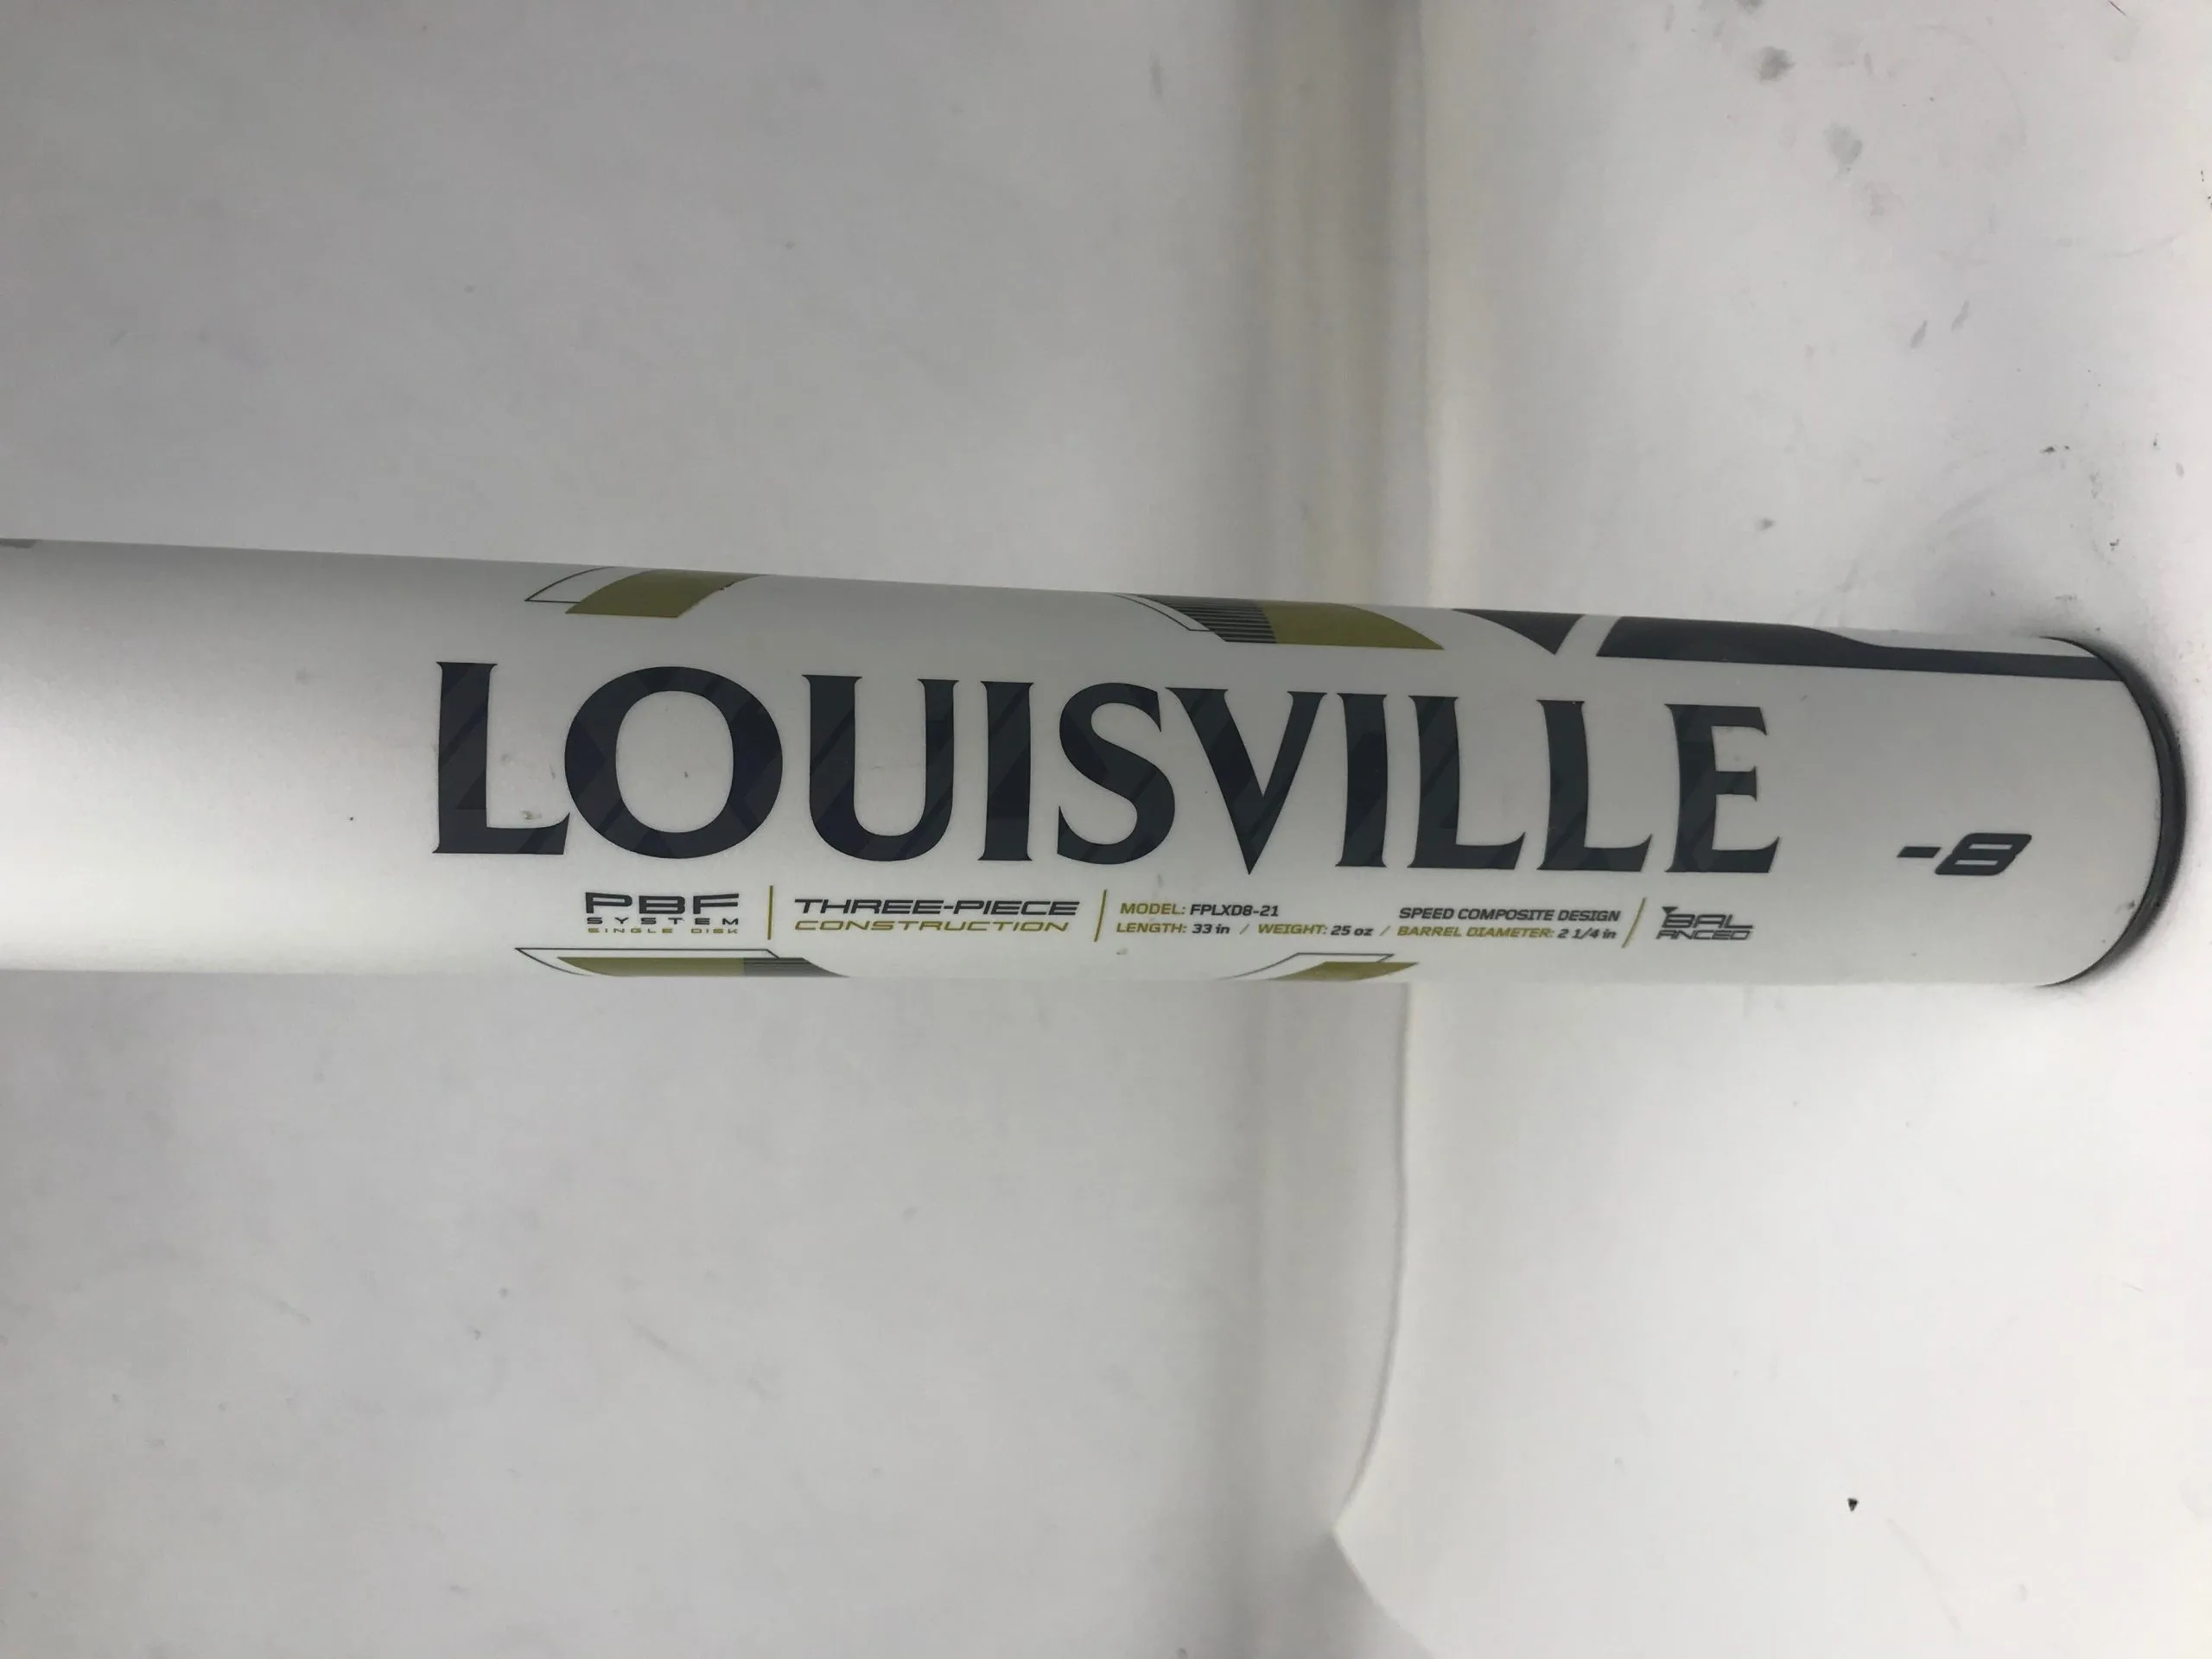 LOUISVILLE
-8
PBF
SYSTEM
SINGLE DISK
THREE-PIECE
CONSTRUCTION
MODEL: FPLXD8-21
SPEED COMPOSITE DESIGN
LENGTH: 33 in / WEIGHT: 25 oz / BARREL DIAMETER: 2 1/4 in
BAL
ANCED